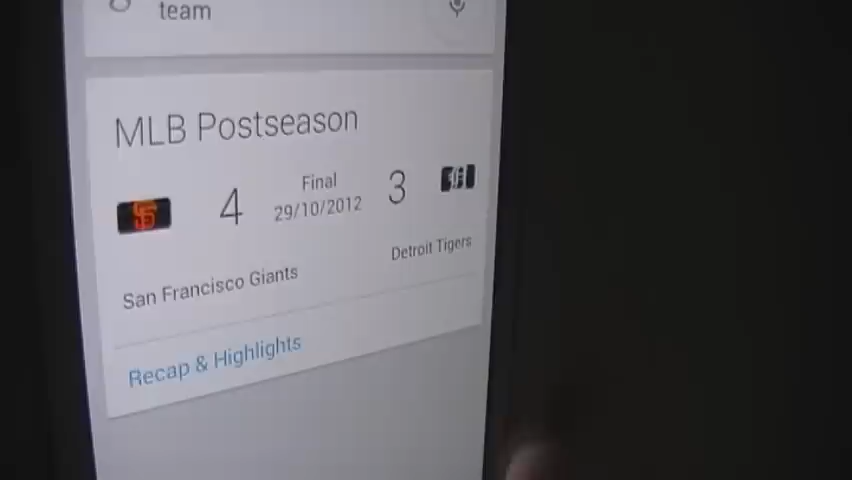 team
MLB Postseason
4 Final 3
29/10/2012
San Francisco Giants
Detroit Tigers
Recap & Highlights